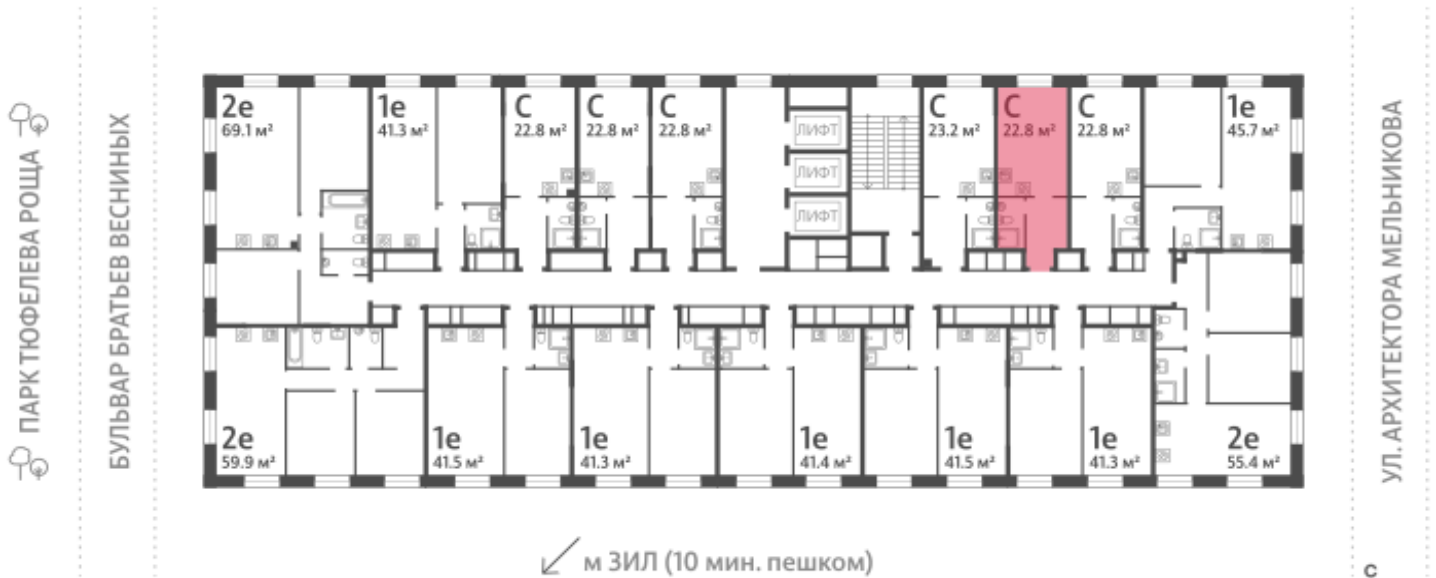 ПАРК ТЮФЕЛЕВА РОЩА
БУЛЬВАР БРАТЬЕВ ВЕСНИНЫХ
2е
69.1 м²
1е
41.3 м²
С
22.8 м²
С
22.8 м²
С
22.8 м²
ЛИФТ
ЛИФТ
ЛИФТ
С
23.2 м²
С
22.8 м²
С
22.8 м²
1е
45.7 м²
2е
59.9 м²
1е
41.5 м²
1е
41.3 м²
1е
41.4 м²
1е
41.5 м²
1е
41.3 м²
2е
55.4 м²
УЛ. АРХИТЕКТОРА МЕЛЬНИКОВА
м ЗИЛ (10 мин. пешком)
с